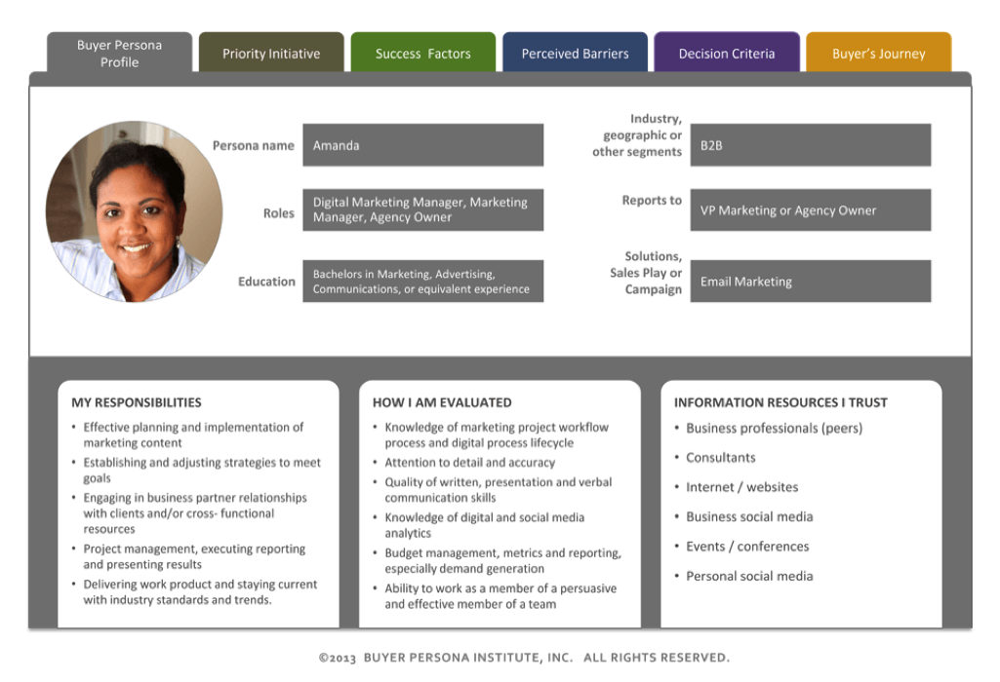 Buyer Persona
Profile
Priority Initiative
Success Factors
Perceived Barriers
Decision Criteria
Buyer's Journey
Persona name
Amanda
Industry,
geographic or
other segments
B2B
Roles
Digital Marketing Manager, Marketing
Manager, Agency Owner
Reports to
VP Marketing or Agency Owner
Education
Bachelors in Marketing, Advertising,
Communications, or equivalent experience
Solutions,
Sales Play or
Campaign
Email Marketing
MY RESPONSIBILITIES
• Effective planning and implementation of
marketing content
• Establishing and adjusting strategies to meet
goals
• Engaging in business partner relationships
with clients and/or cross- functional
resources
• Project management, executing reporting
and presenting results
• Delivering work product and staying current
with industry standards and trends.
HOW I AM EVALUATED
• Knowledge of marketing project workflow
process and digital process lifecycle
• Attention to detail and accuracy
• Quality of written, presentation and verbal
communication skills
• Knowledge of digital and social media
analytics
• Budget management, metrics and reporting,
especially demand generation
• Ability to work as a member of a persuasive
and effective member of a team
INFORMATION RESOURCES I TRUST
• Business professionals (peers)
• Consultants
• Internet / websites
• Business social media
• Events / conferences
• Personal social media
©2013 BUYER PERSONA INSTITUTE, INC. ALL RIGHTS RESERVED.